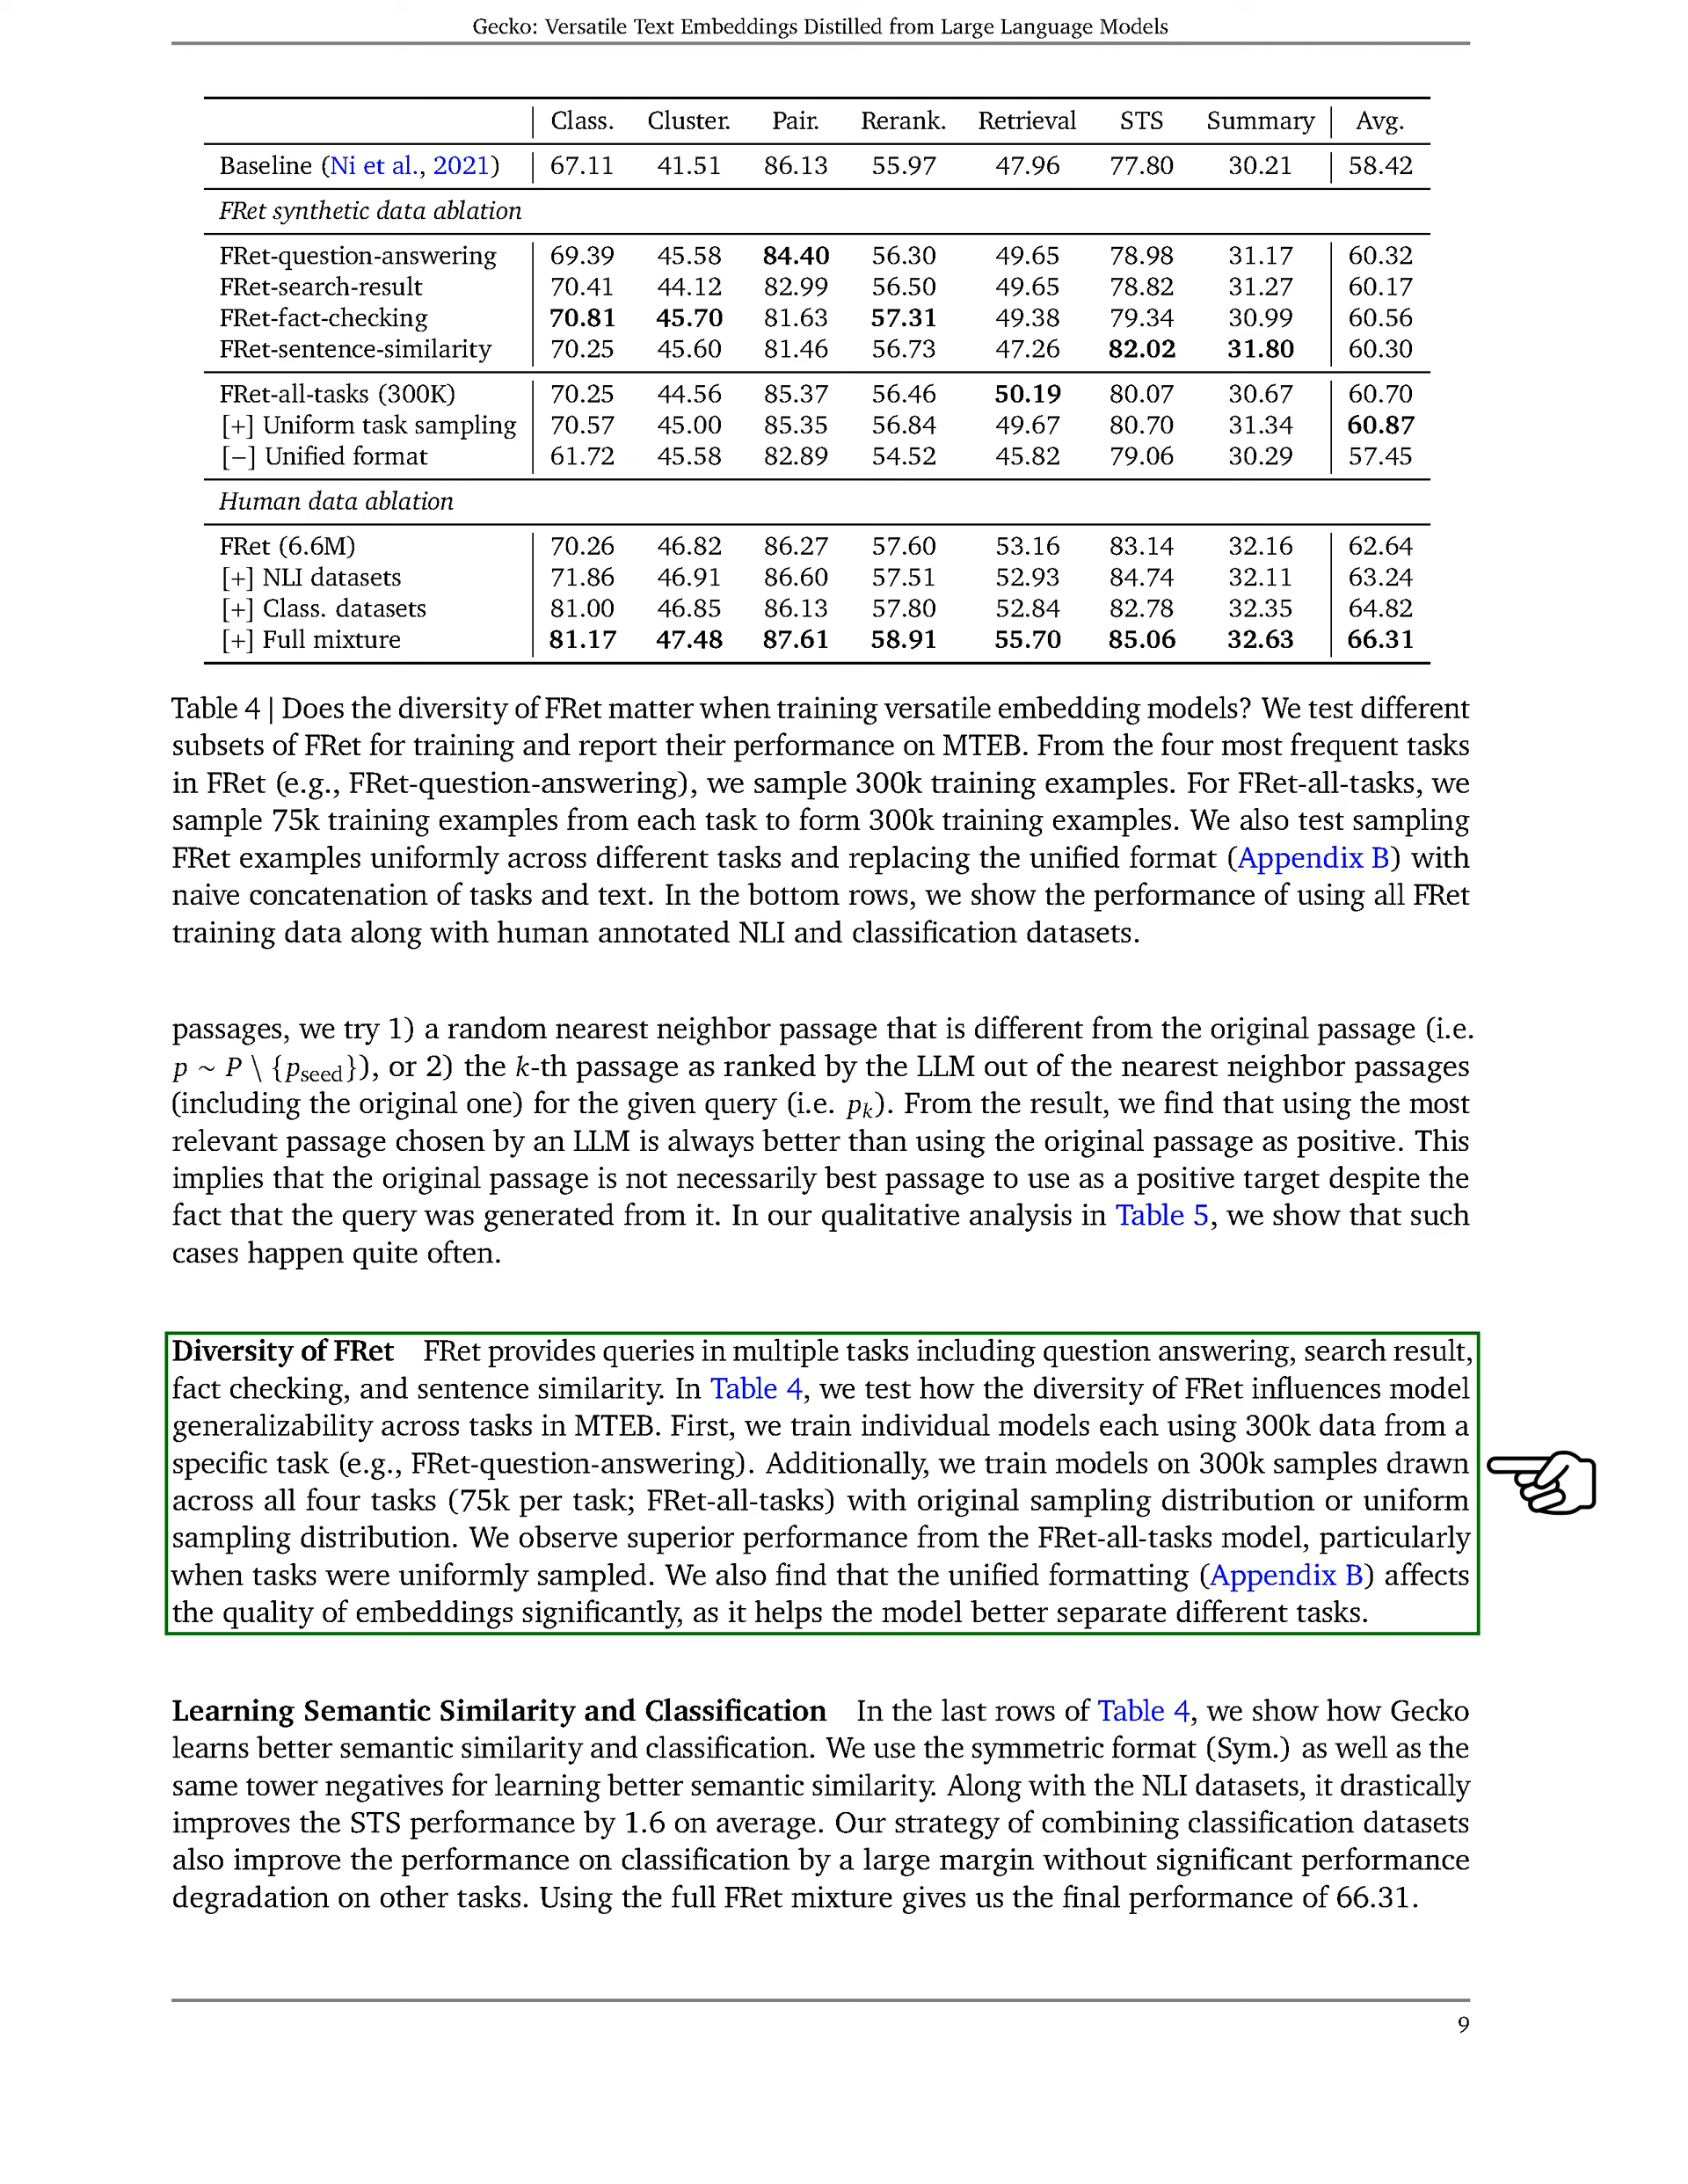 Gecko: Versatile Text Embeddings Distilled from Large Language Models
Class. Cluster. Pair. Rerank. Retrieval STS Summary Avg.
Baseline (Ni et al., 2021) 67.11 41.51 86.13 55.97 47.96 77.80 30.21 58.42
FRet synthetic data ablation
FRet-question-answering 69.39 45.58 84.40 56.30 49.65 78.98 31.17 60.32
FRet-search-result 70.41 44.12 82.99 56.50 49.65 78.82 31.27 60.17
FRet-fact-checking 70.81 45.70 81.63 57.31 49.38 79.34 30.99 60.56
FRet-sentence-similarity 70.25 45.60 81.46 56.73 47.26 82.02 31.80 60.30
FRet-all-tasks (300K) 70.25 44.56 85.37 56.46 50.19 80.07 30.67 60.70
[+] Uniform task sampling 70.57 45.00 85.35 56.84 49.67 80.70 31.34 60.87
[−] Unified format 61.72 45.58 82.89 54.52 45.82 79.06 30.29 57.45
Human data ablation
FRet (6.6M) 70.26 46.82 86.27 57.60 53.16 83.14 32.16 62.64
[+] NLI datasets 71.86 46.91 86.60 57.51 52.93 84.74 32.11 63.24
[+] Class. datasets 81.00 46.85 86.13 57.80 52.84 82.78 32.35 64.82
[+] Full mixture 81.17 47.48 87.61 58.91 55.70 85.06 32.63 66.31
Table 4 | Does the diversity of FRet matter when training versatile embedding models? We test different
subsets of FRet for training and report their performance on MTEB. From the four most frequent tasks
in FRet (e.g., FRet-question-answering), we sample 300k training examples. For FRet-all-tasks, we
sample 75k training examples from each task to form 300k training examples. We also test sampling
FRet examples uniformly across different tasks and replacing the unified format (Appendix B) with
naive concatenation of tasks and text. In the bottom rows, we show the performance of using all FRet
training data along with human annotated NLI and classification datasets.
passages, we try 1) a random nearest neighbor passage that is different from the original passage (i.e.
p ∼ P \ {pseed}), or 2) the k-th passage as ranked by the LLM out of the nearest neighbor passages
(including the original one) for the given query (i.e. pk). From the result, we find that using the most
relevant passage chosen by an LLM is always better than using the original passage as positive. This
implies that the original passage is not necessarily best passage to use as a positive target despite the
fact that the query was generated from it. In our qualitative analysis in Table 5, we show that such
cases happen quite often.
Diversity of FRet FRet provides queries in multiple tasks including question answering, search result,
fact checking, and sentence similarity. In Table 4, we test how the diversity of FRet influences model
generalizability across tasks in MTEB. First, we train individual models each using 300k data from a
specific task (e.g., FRet-question-answering). Additionally, we train models on 300k samples drawn
across all four tasks (75k per task; FRet-all-tasks) with original sampling distribution or uniform
sampling distribution. We observe superior performance from the FRet-all-tasks model, particularly
when tasks were uniformly sampled. We also find that the unified formatting (Appendix B) affects
the quality of embeddings significantly, as it helps the model better separate different tasks.
Learning Semantic Similarity and Classification In the last rows of Table 4, we show how Gecko
learns better semantic similarity and classification. We use the symmetric format (Sym.) as well as the
same tower negatives for learning better semantic similarity. Along with the NLI datasets, it drastically
improves the STS performance by 1.6 on average. Our strategy of combining classification datasets
also improve the performance on classification by a large margin without significant performance
degradation on other tasks. Using the full FRet mixture gives us the final performance of 66.31.
9